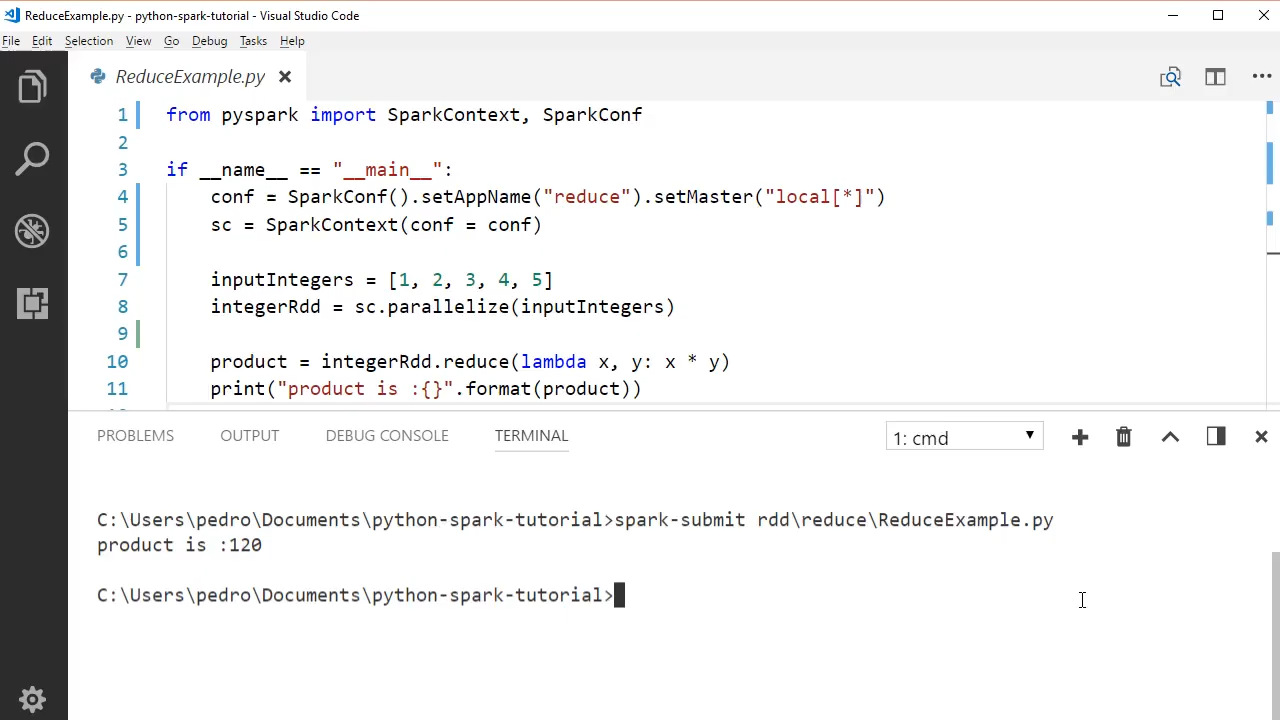 ReduceExample.py - python-spark-tutorial - Visual Studio Code
File Edit Selection View Go Debug Tasks Help
ReduceExample.py
1 from pyspark import SparkContext, SparkConf
2
3 if __name__ == "__main__":
4     conf = SparkConf().setAppName("reduce").setMaster("local[*]")
5     sc = SparkContext(conf = conf)
6
7     inputIntegers = [1, 2, 3, 4, 5]
8     integerRdd = sc.parallelize(inputIntegers)
9
10     product = integerRdd.reduce(lambda x, y: x * y)
11     print("product is :{}".format(product))
PROBLEMS OUTPUT DEBUG CONSOLE TERMINAL 1: cmd
C:\Users\pedro\Documents\python-spark-tutorial>spark-submit rdd\reduce\ReduceExample.py
product is :120
C:\Users\pedro\Documents\python-spark-tutorial>